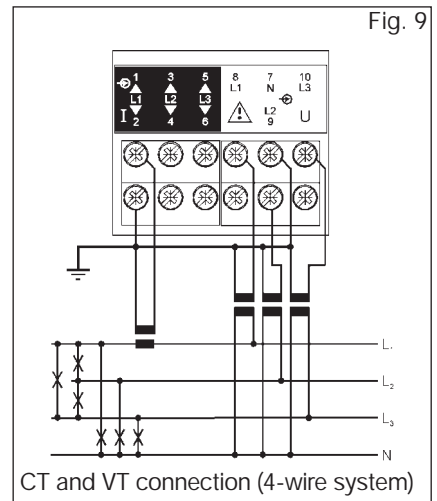 Fig. 9
1 3 5 8 7 10
L1 N L3
L1 L2 L3
I 2 4 6 L2 9 U
L₁
L₂
L₃
N
CT and VT connection (4-wire system)